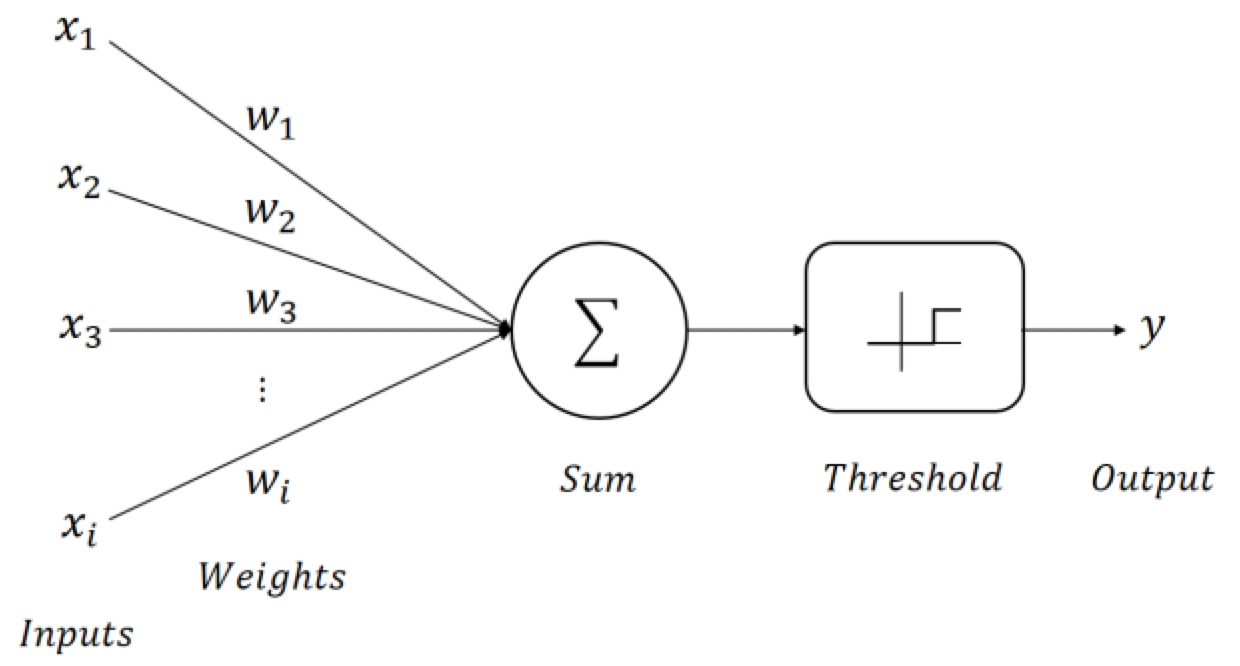 x₁
w₁
x₂
w₂
w₃
x₃
∑
y
⋮
wᵢ
Sum
Threshold
Output
xᵢ
Weights
Inputs